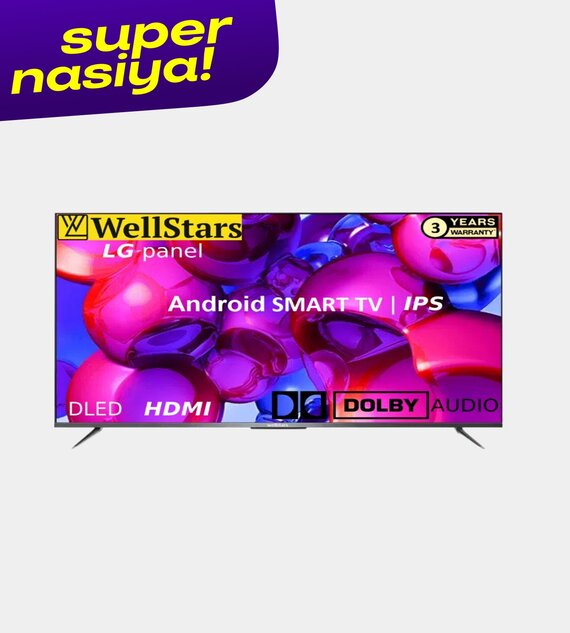 super
nasiya!
WellStars
LG panel
3 YEARS
WARRANTY
Android SMART TV | IPS
DLED HDMI
DOLBY AUDIO